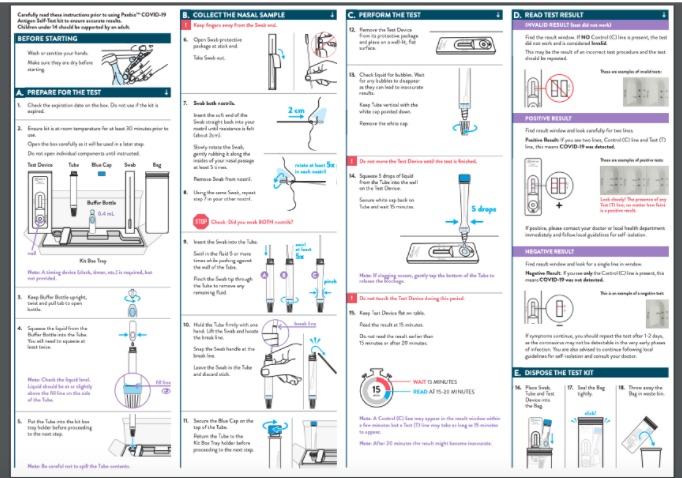 Carefully read these instructions prior to using Panbio™ COVID-19
Antigen Self-Test kit to ensure accurate results.
Children under 14 should be supported by an adult.
BEFORE STARTING
Wash or sanitize your hands.
Make sure they are dry before
starting.
A. PREPARE FOR THE TEST
1. Check the expiration date on the box. Do not use if the kit is
expired.
2. Ensure kit is at room temperature for at least 30 minutes prior to
use.
Open the box carefully as it will be used in a later step.
Do not open individual components until instructed.
Test Device Tube Blue Cap Swab Bag
Buffer Bottle
0.4 mL
well
Kit Box Tray
Note: A timing device (clock, timer, etc.) is required, but
not provided.
3. Keep Buffer Bottle upright,
twist and pull tab to open
bottle.
4. Squeeze the liquid from the
Buffer Bottle into the Tube.
You will need to squeeze at
least twice.
Note: Check the liquid level.
Liquid should be at or slightly
above the fill line on the side
of the Tube.
fill line
5. Put the Tube into the kit box
tray holder before proceeding
to the next step.
Note: Be careful not to spill the Tube contents.
B. COLLECT THE NASAL SAMPLE
! Keep fingers away from the Swab end.
6. Open Swab protective
package at stick end.
Take Swab out.
7. Swab both nostrils.
Insert the soft end of the
Swab straight back into your
nostril until resistance is felt
(about 2cm).
2 cm
Slowly rotate the Swab,
gently rubbing it along the
insides of your nasal passage
at least 5 times.
Remove Swab from nostril.
rotate at least 5x
in each nostril
8. Using the same Swab, repeat
step 7 in your other nostril.
STOP Check: Did you swab BOTH nostrils?
9. Insert the Swab into the Tube.
Swirl in the fluid 5 or more
times while pushing against
the wall of the Tube.
Pinch the Swab tip through
the Tube to remove any
remaining fluid.
swirl
at least
5x
A B C
pinch
10. Hold the Tube firmly with one
hand. Lift the Swab and locate
the break line.
Snap the Swab handle at the
break line.
Leave the Swab in the Tube
and discard stick.
break line
11. Secure the Blue Cap on the
top of the Tube.
Return the Tube to the
Kit Box Tray holder before
proceeding to the next step.
C. PERFORM THE TEST
12. Remove the Test Device
from its protective package
and place on a well-lit, flat
surface.
13. Check liquid for bubbles. Wait
for any bubbles to disappear
as they can lead to inaccurate
results.
Keep Tube vertical with the
white cap pointed down.
Remove the white cap.
! Do not move the Test Device until the test is finished.
14. Squeeze 5 drops of liquid
from the Tube into the well
on the Test Device.
Secure white cap back on
Tube and wait 15 minutes.
5 drops
Note: If clogging occurs, gently tap the bottom of the Tube to
release the blockage.
! Do not touch the Test Device during this period.
15. Keep Test Device flat on table.
Read the result at 15 minutes.
Do not read the result earlier than
15 minutes or after 20 minutes.
15
WAIT 15 MINUTES
READ AT 15-20 MINUTES
Note: A Control (C) line may appear in the result window within
a few minutes but a Test (T) line may take as long as 15 minutes
to appear.
Note: After 20 minutes the result might become inaccurate.
D. READ TEST RESULT
INVALID RESULT (test did not work)
Find the result window. If NO Control (C) line is present, the test
did not work and is considered Invalid.
This may be the result of an incorrect test procedure and the test
should be repeated.
These are examples of invalid tests:
POSITIVE RESULT
Find result window and look carefully for two lines.
Positive Result: If you see two lines, Control (C) line and Test (T)
line, this means COVID-19 was detected.
These are examples of positive tests:
Look closely! The presence of any
Test (T) line, no matter how faint
is a positive result.
If positive, please contact your doctor or local health department
immediately and follow local guidelines for self-isolation.
NEGATIVE RESULT
Find result window and look for a single line in window.
Negative Result: If you see only the Control (C) line is present, this
means COVID-19 was not detected.
This is an example of a negative test:
If symptoms continue, you should repeat the test after 1-2 days,
as the coronavirus may not be detectable in the very early phases
of infection. You are also advised to continue following local
guidelines for self-isolation and consult your doctor.
E. DISPOSE THE TEST KIT
16. Place Swab,
Tube and Test
Device into
the Bag.
17. Seal the Bag
tightly.
click!
18. Throw away the
Bag in waste bin.